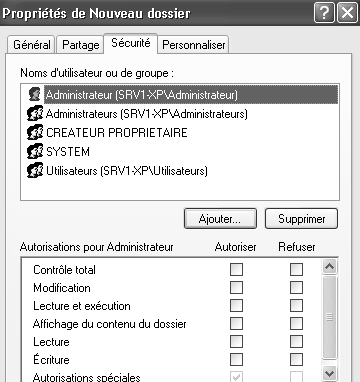 Propriétés de Nouveau dossier
Général Partage Sécurité Personnaliser
Noms d'utilisateur ou de groupe :
Administrateur (SRV1-XP\Administrateur)
Administrateurs (SRV1-XP\Administrateurs)
CREATEUR PROPRIETAIRE
SYSTEM
Utilisateurs (SRV1-XP\Utilisateurs)
Ajouter... Supprimer
Autorisations pour Administrateur Autoriser Refuser
Contrôle total
Modification
Lecture et exécution
Affichage du contenu du dossier
Lecture
Écriture
Autorisations spéciales